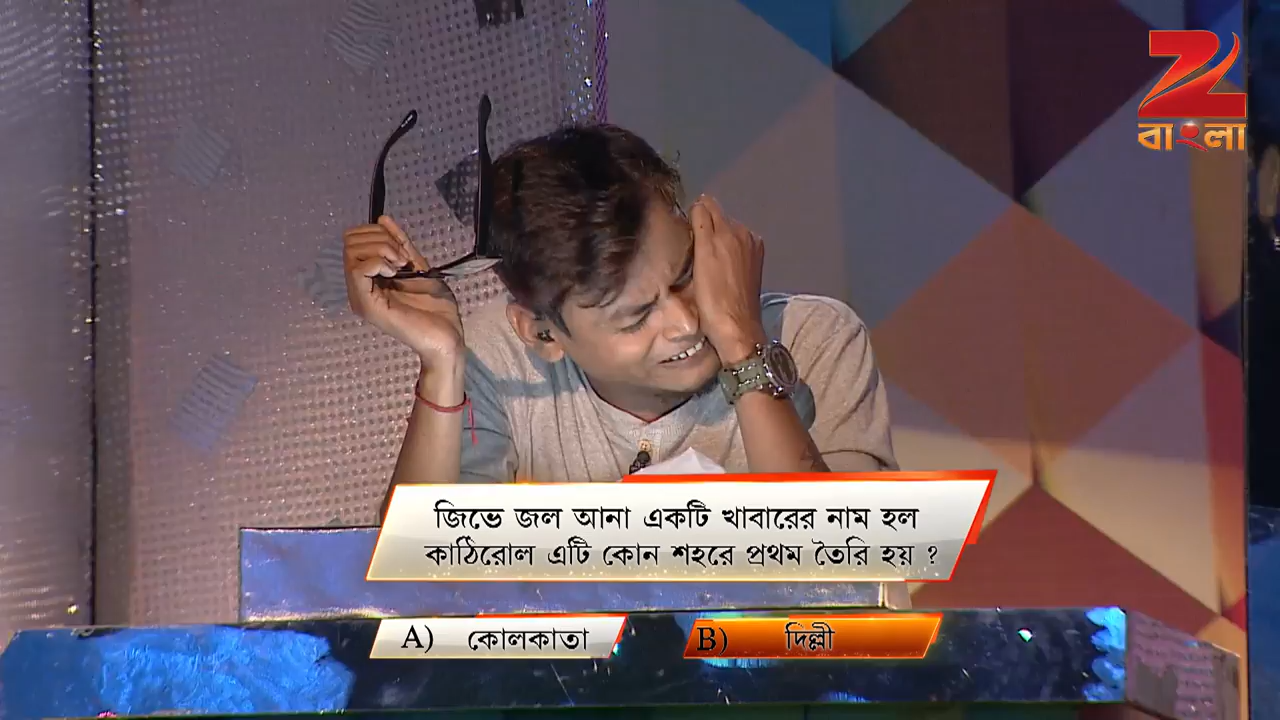 বাংলা
জিভে জল আনা একটি খাবারের নাম হল
কাঠিরোল এটি কোন শহরে প্রথম তৈরি হয় ?
A) কোলকাতা
B) দিল্লী